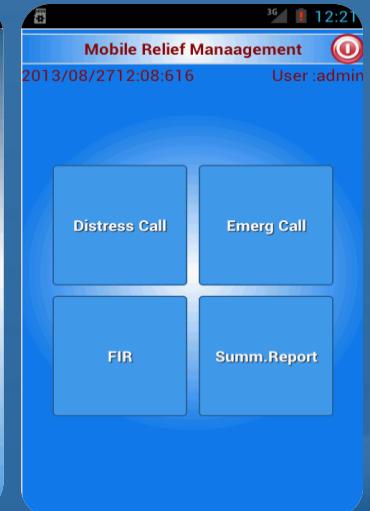 3G 12:21
Mobile Relief Manaagement
2013/08/2712:08:616 User :admin
Distress Call Emerg Call
FIR Summ.Report